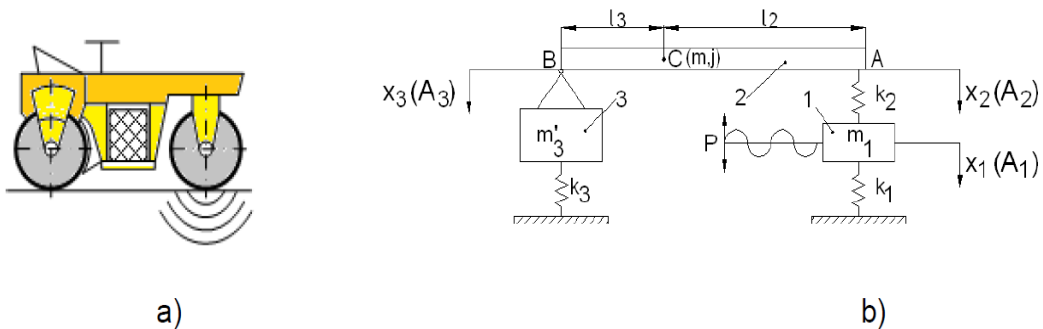 l3
l2
B
C (m,j)
A
x3 (A3)
3
2
k2
x2 (A2)
m'3
P
1
m1
x1 (A1)
k3
k1
a)
b)